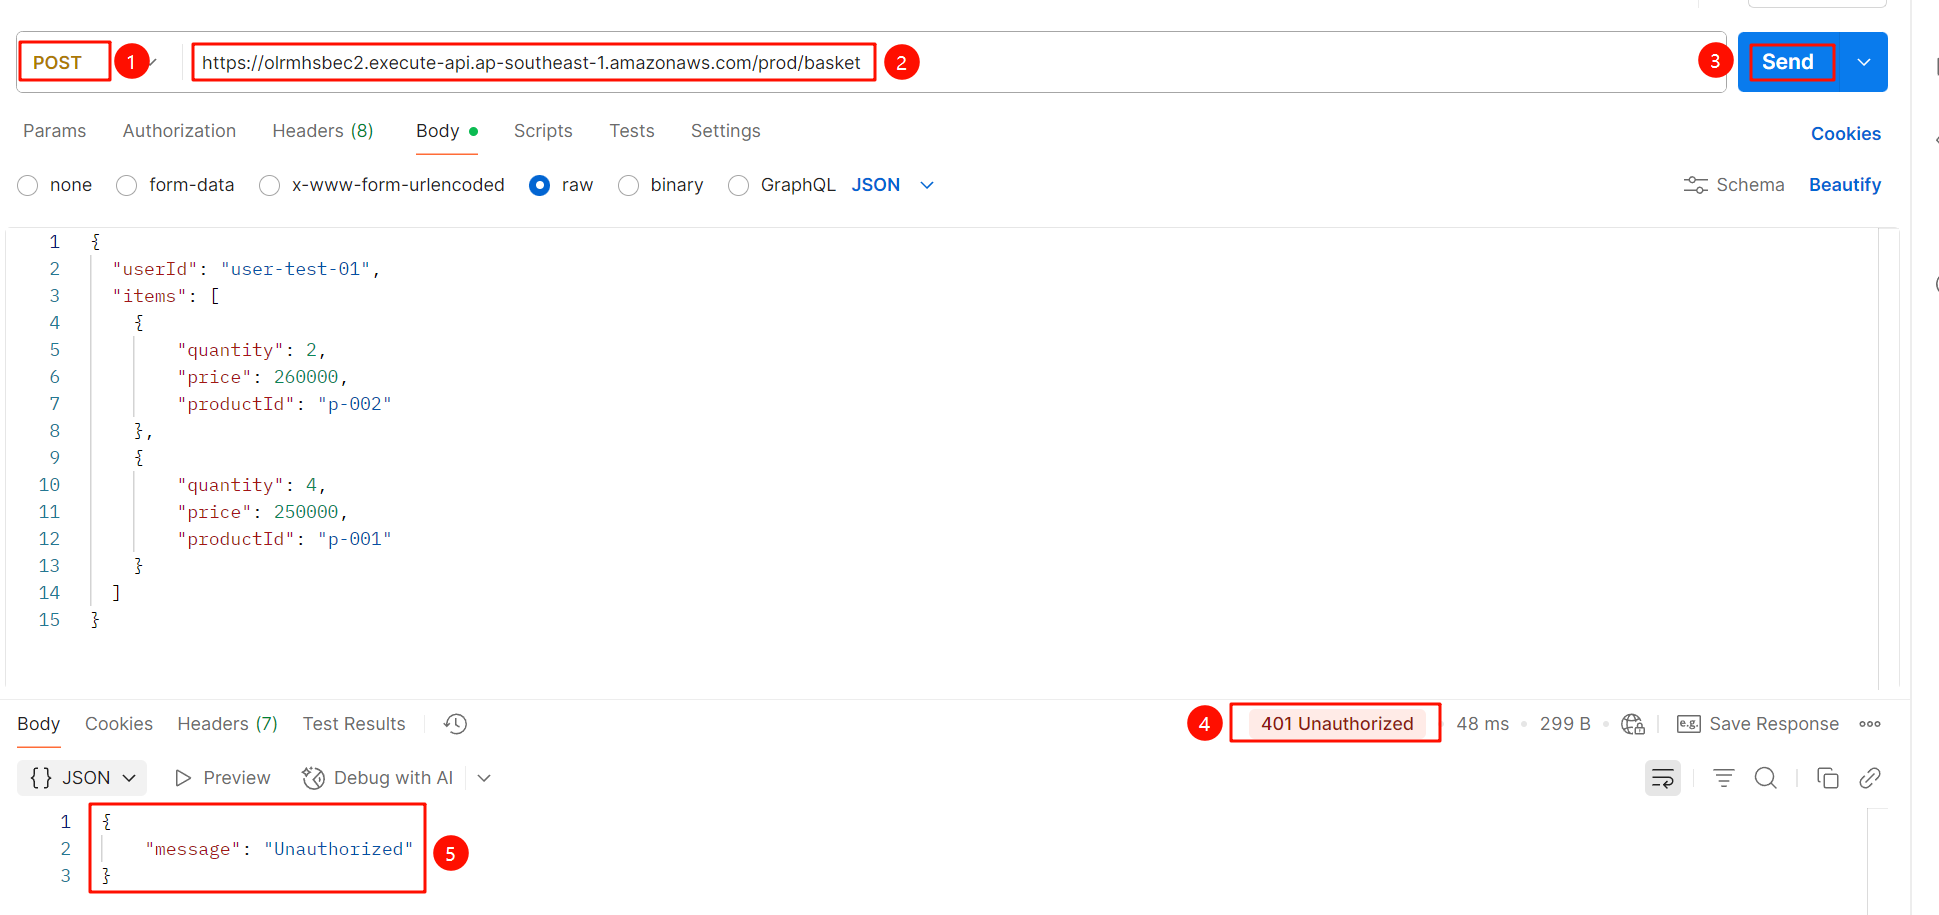 POST 1 https://olrmhsbec2.execute-api.ap-southeast-1.amazonaws.com/prod/basket 2 3 Send
Params Authorization Headers (8) Body Scripts Tests Settings Cookies
none form-data x-www-form-urlencoded raw binary GraphQL JSON Schema Beautify
1 {
2 "userId": "user-test-01",
3 "items": [
4 {
5 "quantity": 2,
6 "price": 260000,
7 "productId": "p-002"
8 },
9 {
10 "quantity": 4,
11 "price": 250000,
12 "productId": "p-001"
13 }
14 ]
15 }
Body Cookies Headers (7) Test Results 4 401 Unauthorized 48 ms 299 B e.g. Save Response
{} JSON Preview Debug with AI
1 {
2 "message": "Unauthorized" 5
3 }